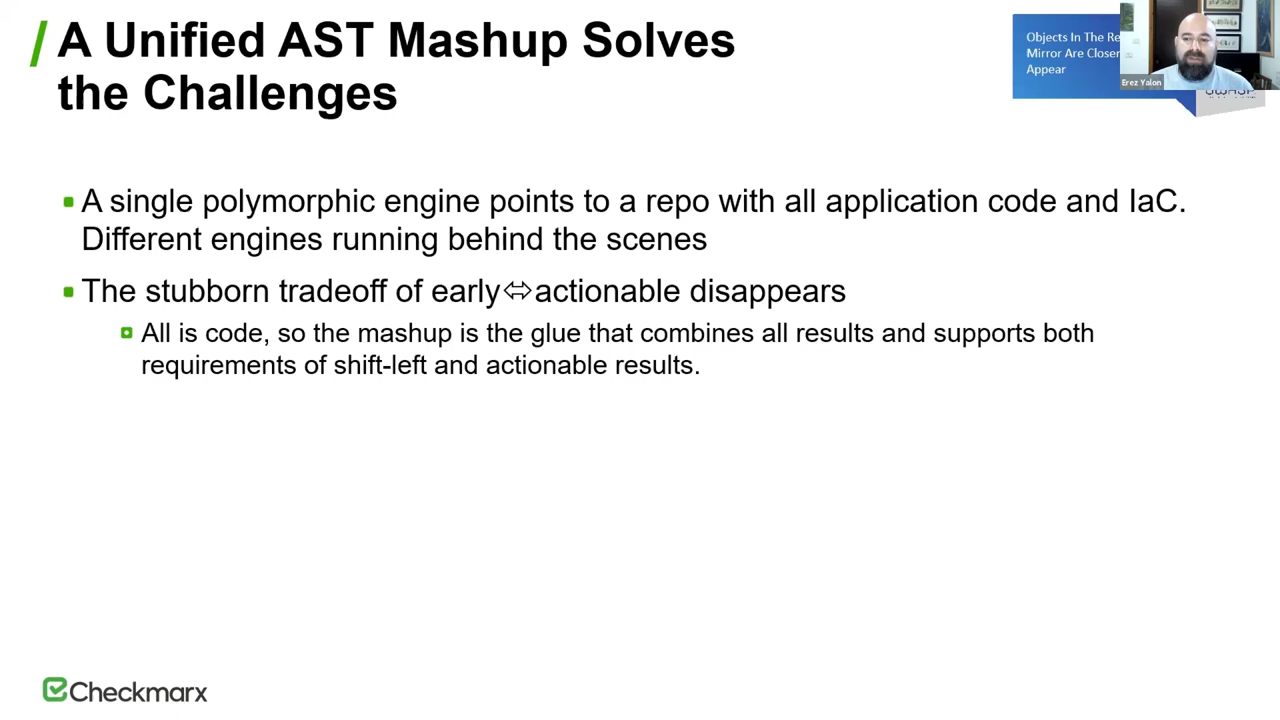 A Unified AST Mashup Solves
the Challenges
Objects In The
Mirror Are Closer
Appear
Erez Yalon
A single polymorphic engine points to a repo with all application code and IaC.
Different engines running behind the scenes
The stubborn tradeoff of early⇔actionable disappears
All is code, so the mashup is the glue that combines all results and supports both
requirements of shift-left and actionable results.
Checkmarx